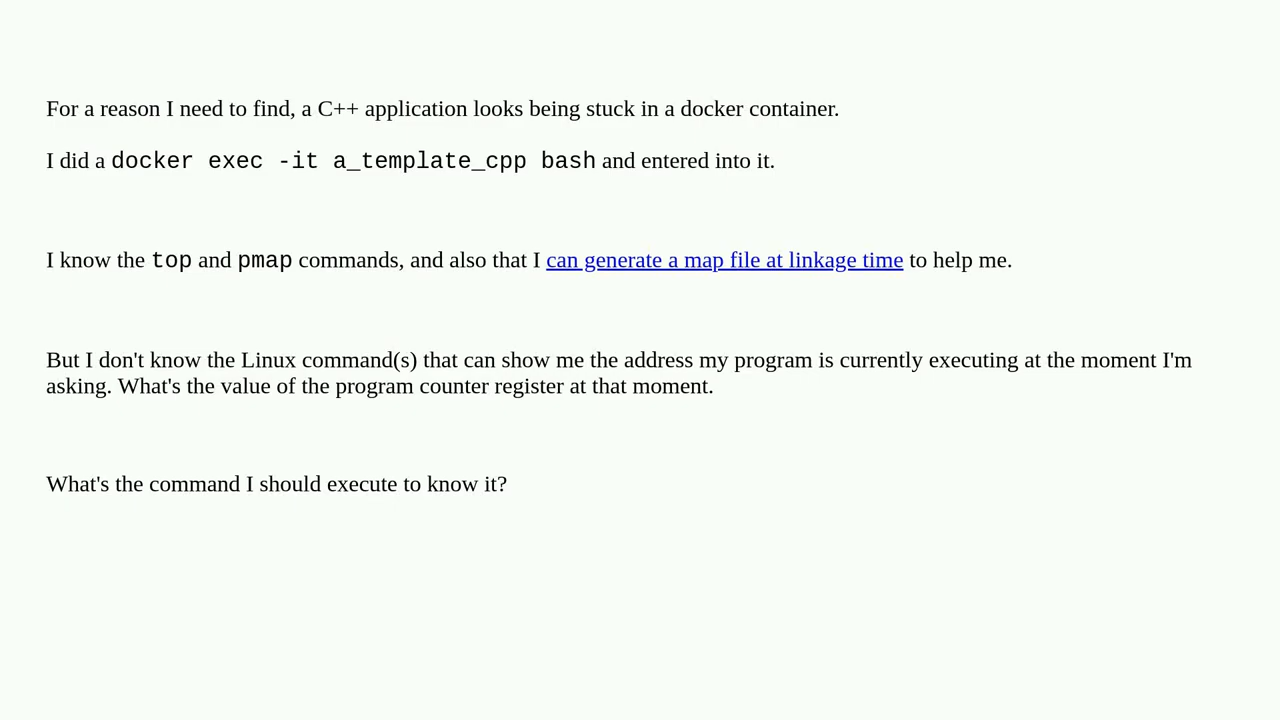 For a reason I need to find, a C++ application looks being stuck in a docker container.
I did a docker exec -it a_template_cpp bash and entered into it.
I know the top and pmap commands, and also that I can generate a map file at linkage time to help me.
But I don't know the Linux command(s) that can show me the address my program is currently executing at the moment I'm
asking. What's the value of the program counter register at that moment.
What's the command I should execute to know it?